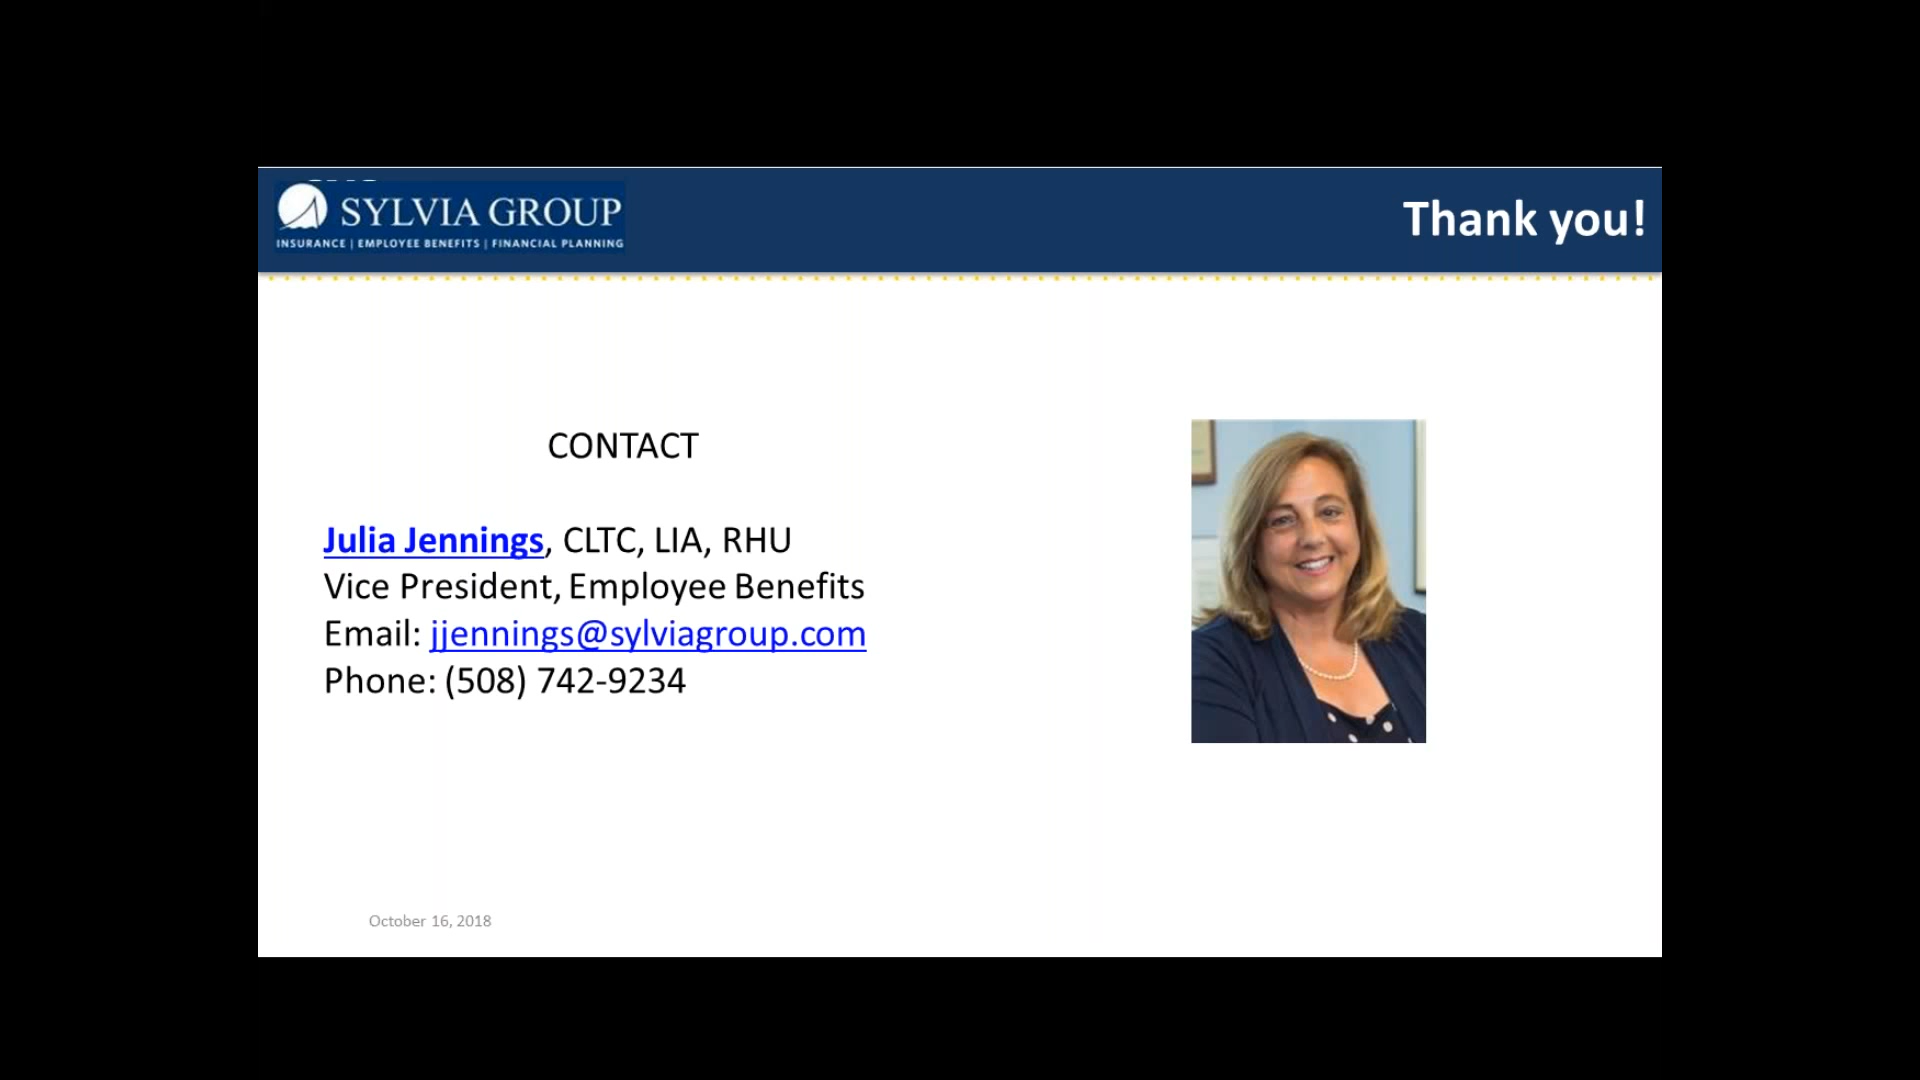 SYLVIA GROUP
INSURANCE | EMPLOYEE BENEFITS | FINANCIAL PLANNING
Thank you!
CONTACT
Julia Jennings, CLTC, LIA, RHU
Vice President, Employee Benefits
Email: jjennings@sylviagroup.com
Phone: (508) 742-9234
October 16, 2018